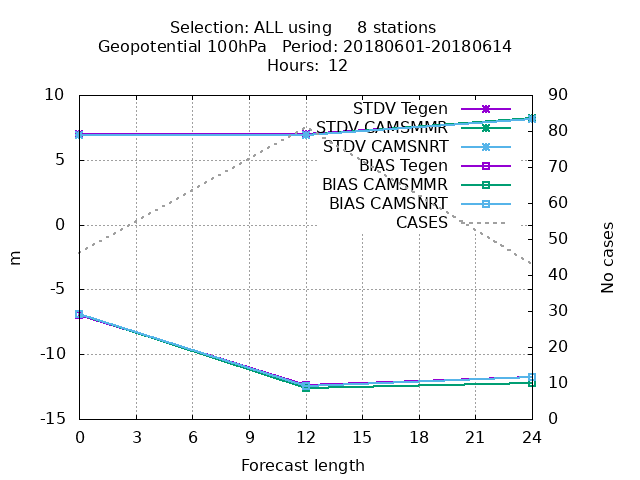 Selection: ALL using 8 stations
Geopotential 100hPa Period: 20180601-20180614
Hours: 12
10
5
0
-5
-10
-15
m
90
80
70
60
50
40
30
20
10
0
No cases
STDV Tegen
STDV CAMSMMR
STDV CAMSNRT
BIAS Tegen
BIAS CAMSMMR
BIAS CAMSNRT
CASES
0 3 6 9 12 15 18 21 24
Forecast length